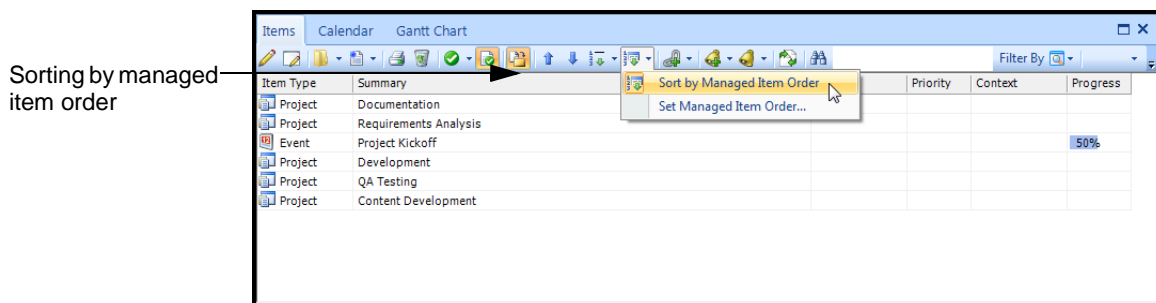 Items Calendar Gantt Chart
Filter By
Sorting by managed
item order
Sort by Managed Item Order
Set Managed Item Order...
Item Type Summary Priority Context Progress
Project Documentation
Project Requirements Analysis
Event Project Kickoff 50%
Project Development
Project QA Testing
Project Content Development